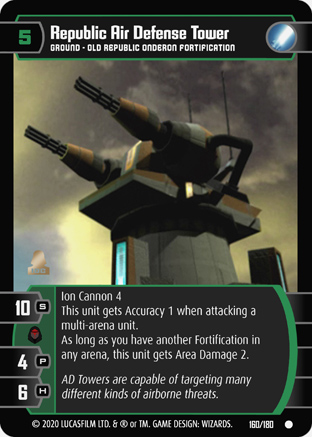 5 Republic Air Defense Tower
GROUND - OLD REPUBLIC ONDERON FORTIFICATION
10 S
4 P
6 H
Ion Cannon 4
This unit gets Accuracy 1 when attacking a
multi-arena unit.
As long as you have another Fortification in
any arena, this unit gets Area Damage 2.
AD Towers are capable of targeting many
different kinds of airborne threats.
© 2020 LUCASFILM LTD. & ® or TM. GAME DESIGN: WIZARDS. 160/180